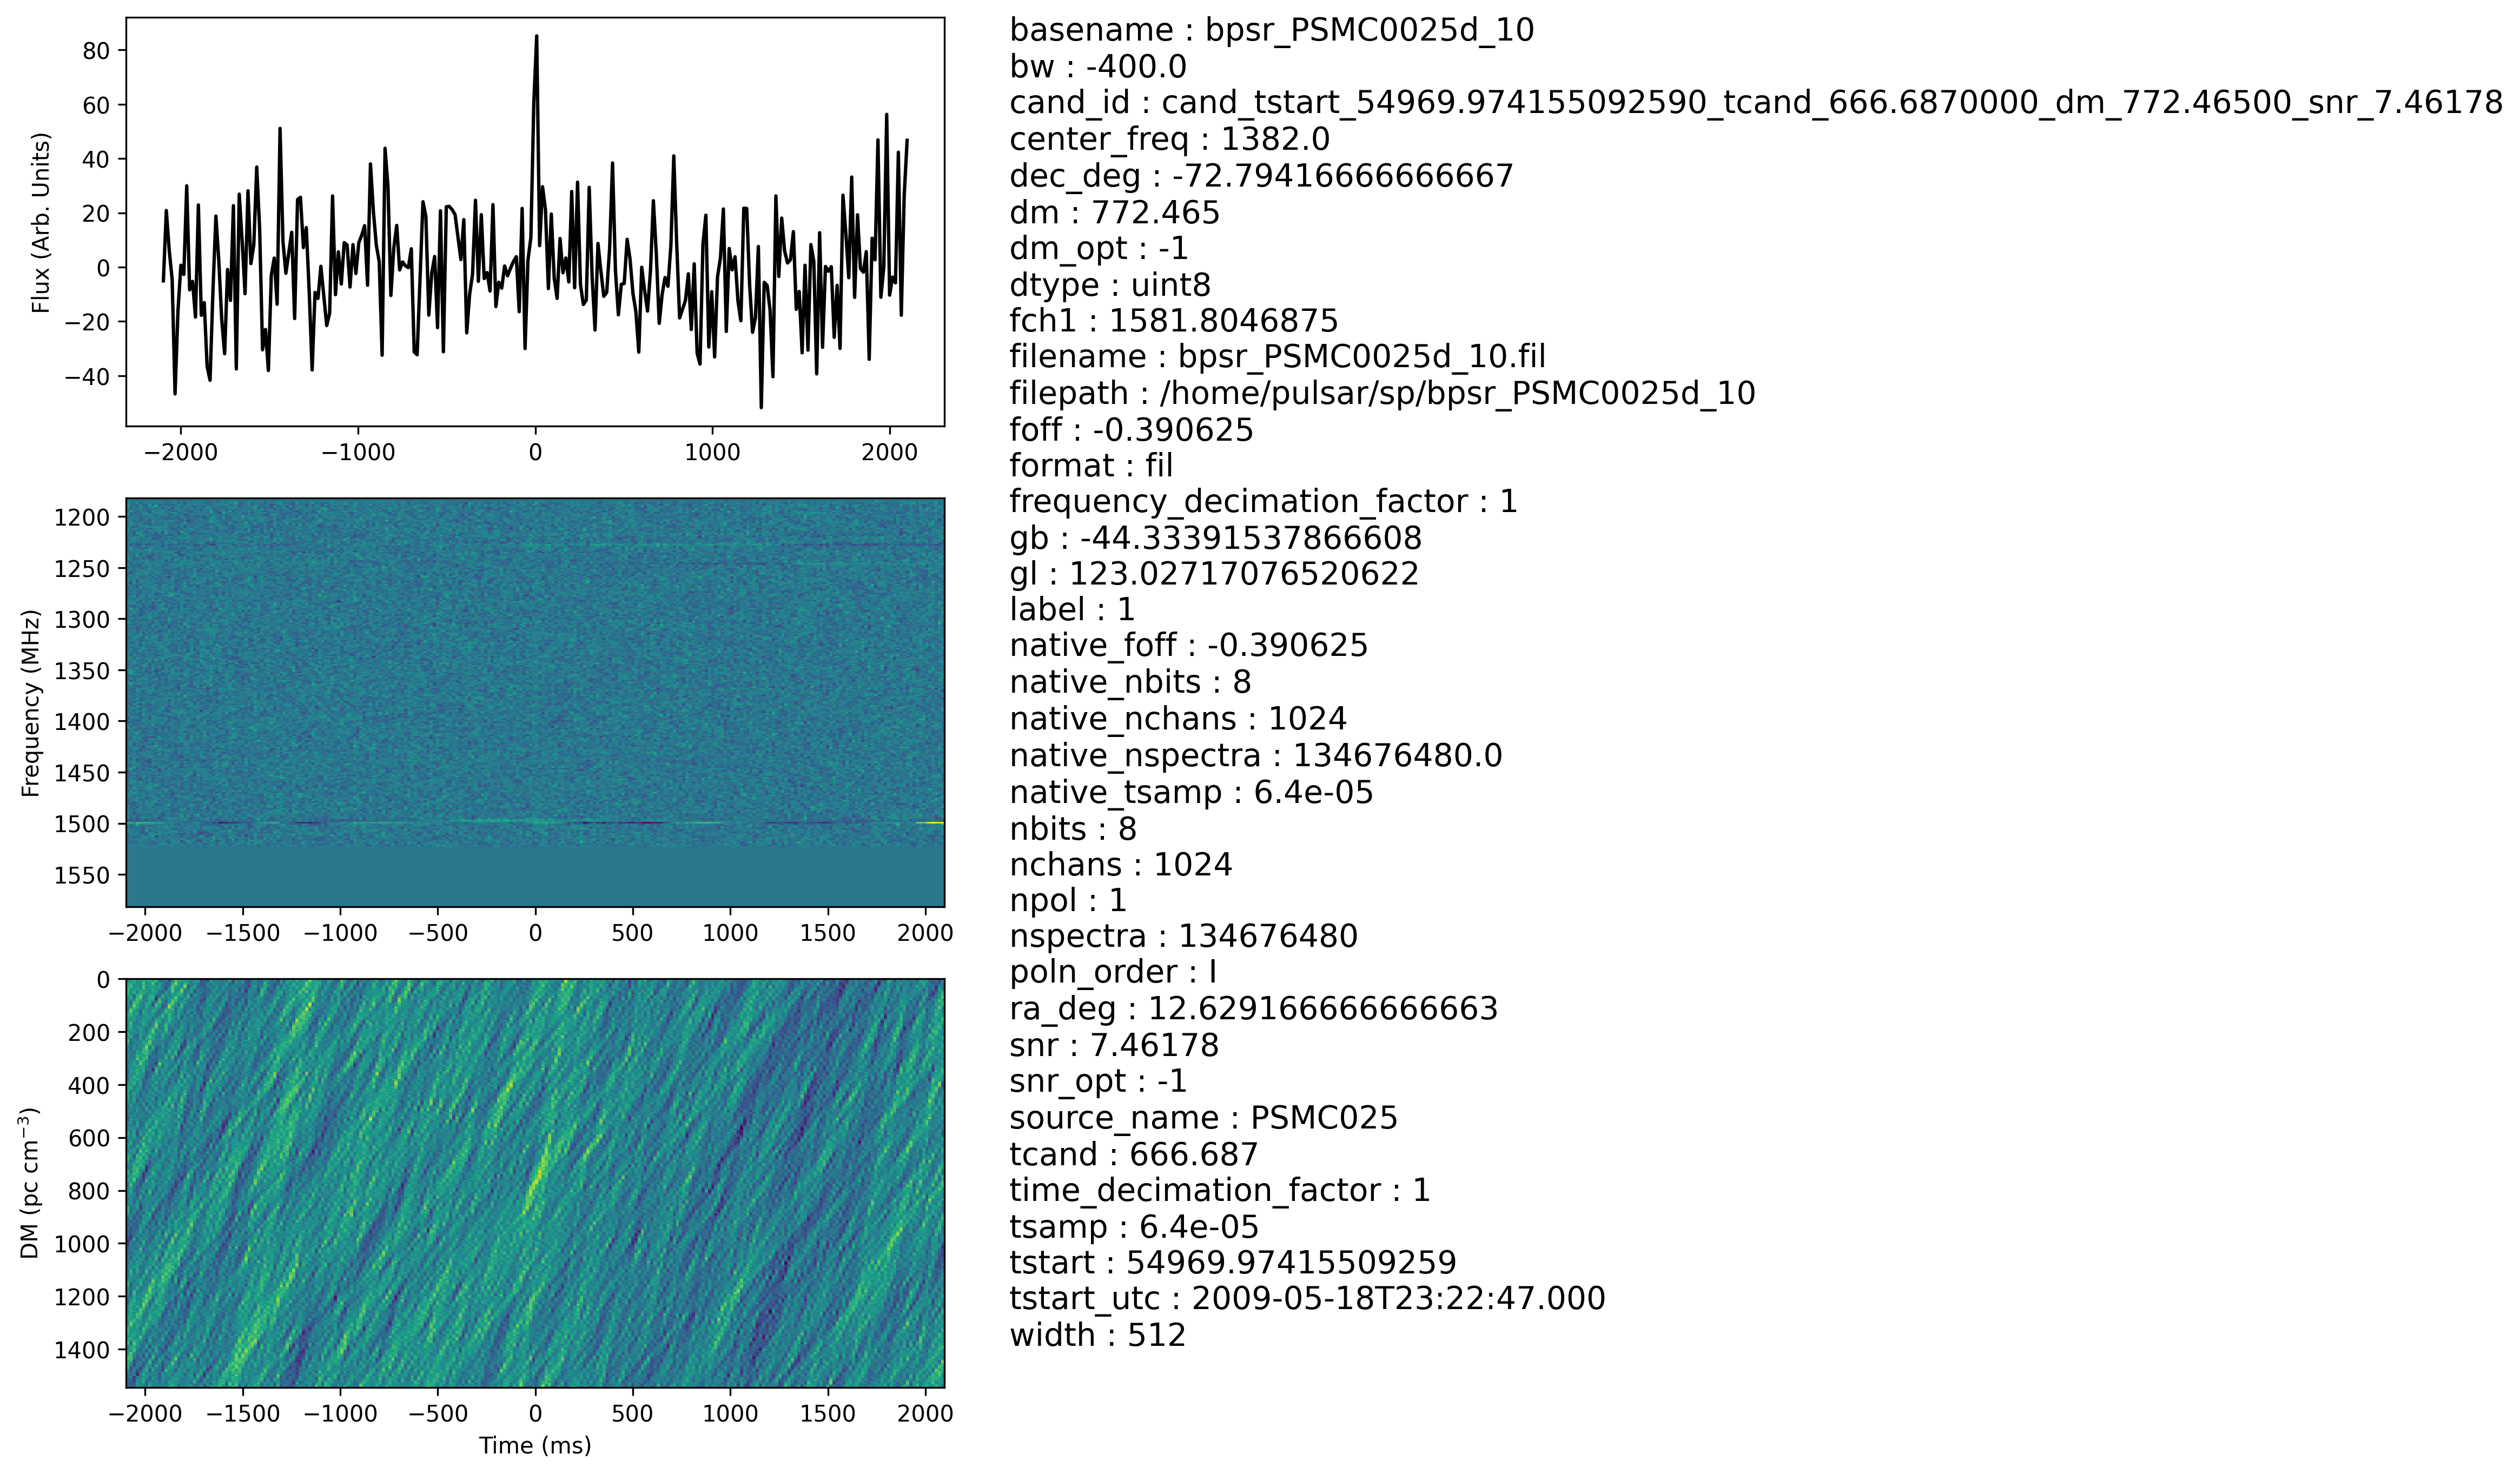 80
60
40
20
0
−20
−40
Flux (Arb. Units)
−2000 −1000 0 1000 2000
1200
1250
1300
1350
1400
1450
1500
1550
Frequency (MHz)
−2000 −1500 −1000 −500 0 500 1000 1500 2000
0
200
400
600
800
1000
1200
1400
DM (pc cm−3)
−2000 −1500 −1000 −500 0 500 1000 1500 2000
Time (ms)
basename : bpsr_PSMC0025d_10
bw : -400.0
cand_id : cand_tstart_54969.974155092590_tcand_666.6870000_dm_772.46500_snr_7.46178
center_freq : 1382.0
dec_deg : -72.79416666666667
dm : 772.465
dm_opt : -1
dtype : uint8
fch1 : 1581.8046875
filename : bpsr_PSMC0025d_10.fil
filepath : /home/pulsar/sp/bpsr_PSMC0025d_10
foff : -0.390625
format : fil
frequency_decimation_factor : 1
gb : -44.33391537866608
gl : 123.02717076520622
label : 1
native_foff : -0.390625
native_nbits : 8
native_nchans : 1024
native_nspectra : 134676480.0
native_tsamp : 6.4e-05
nbits : 8
nchans : 1024
npol : 1
nspectra : 134676480
poln_order : I
ra_deg : 12.629166666666663
snr : 7.46178
snr_opt : -1
source_name : PSMC025
tcand : 666.687
time_decimation_factor : 1
tsamp : 6.4e-05
tstart : 54969.97415509259
tstart_utc : 2009-05-18T23:22:47.000
width : 512